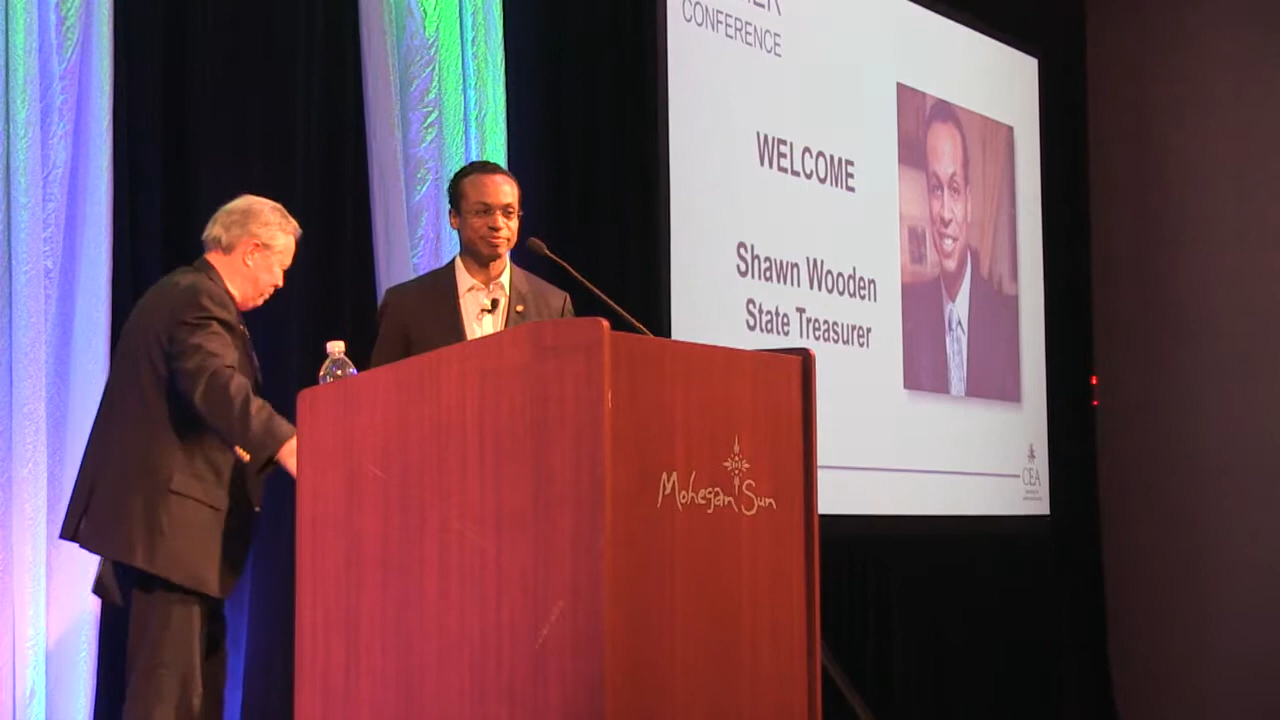 CONFERENCE
WELCOME
Shawn Wooden
State Treasurer
CEA
Mohegan Sun